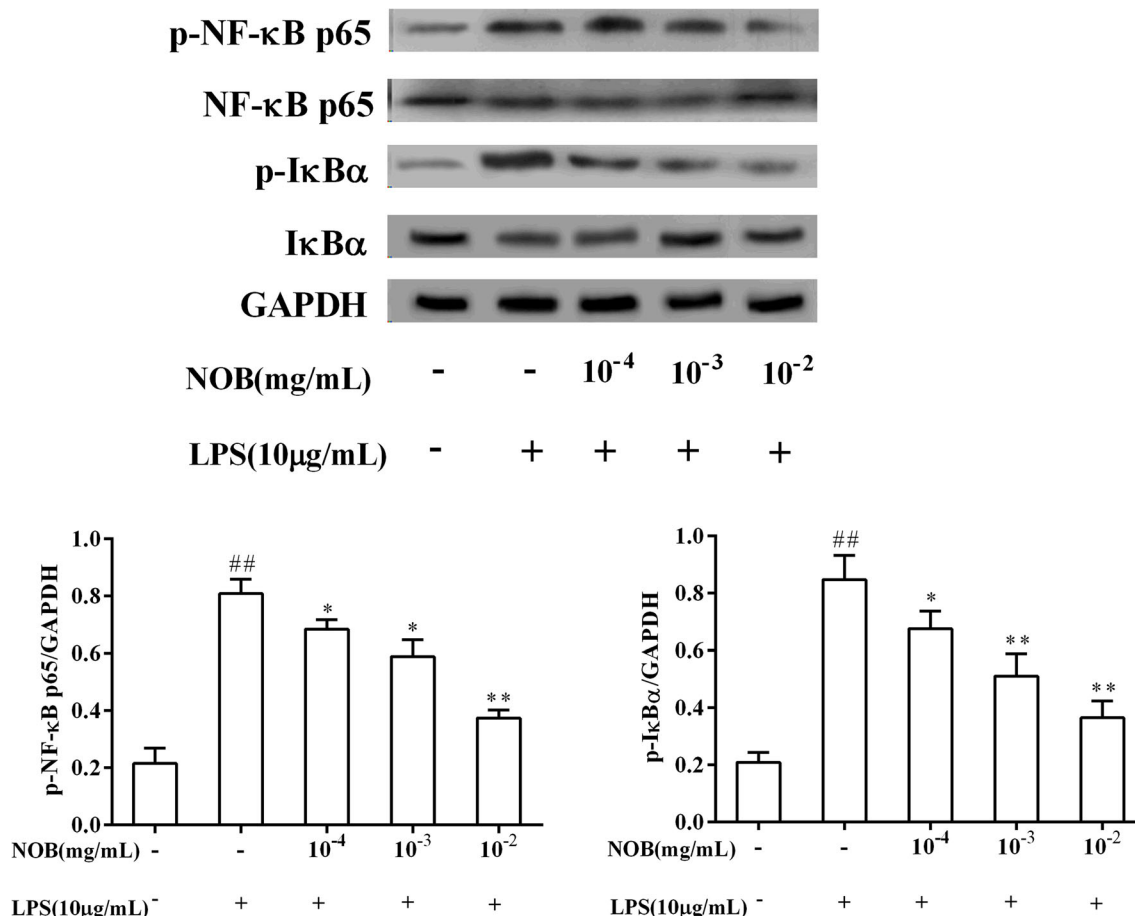 p-NF-κB p65
NF-κB p65
p-IκBα
IκBα
GAPDH
NOB(mg/mL) - - 10⁻⁴ 10⁻³ 10⁻²
LPS(10μg/mL) - + + + +
p-NF-κB p65/GAPDH
1.0
0.8
0.6
0.4
0.2
0.0
## * * **
NOB(mg/mL) - - 10⁻⁴ 10⁻³ 10⁻²
LPS(10μg/mL) - + + + +
p-IκBα/GAPDH
1.0
0.8
0.6
0.4
0.2
0.0
## * ** **
NOB(mg/mL) - - 10⁻⁴ 10⁻³ 10⁻²
LPS(10μg/mL) - + + + +